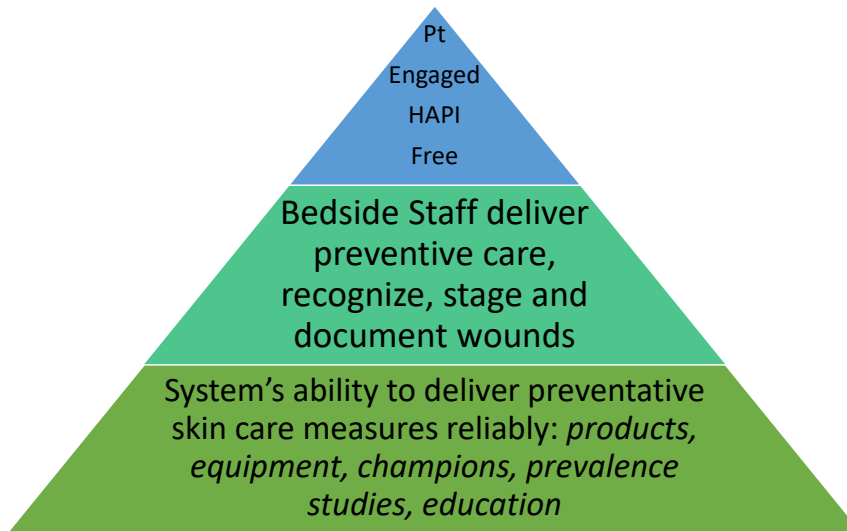 Pt
Engaged
HAPI
Free
Bedside Staff deliver
preventive care,
recognize, stage and
document wounds
System’s ability to deliver preventative
skin care measures reliably: products,
equipment, champions, prevalence
studies, education